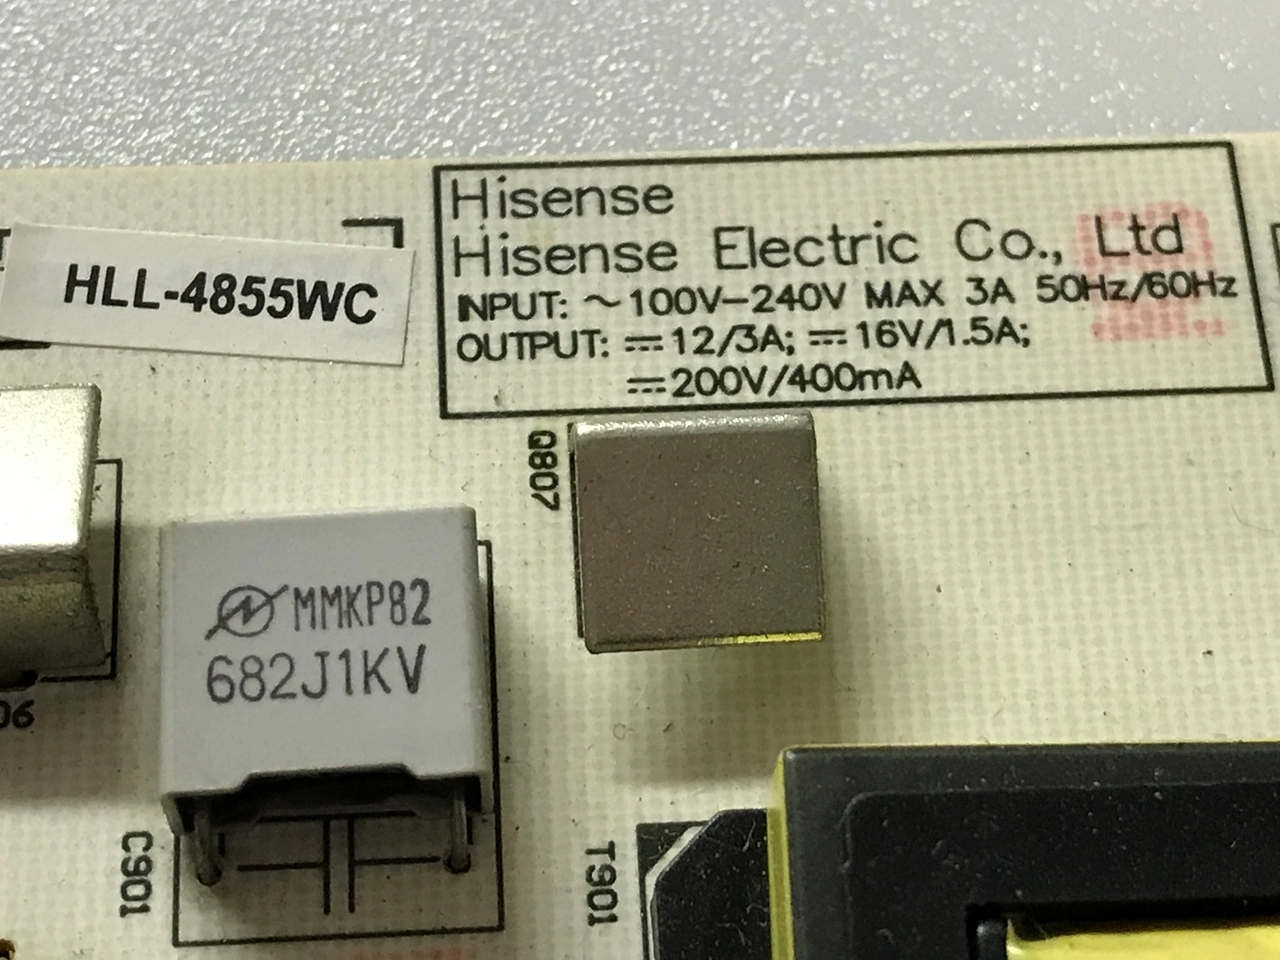 Hisense
Hisense Electric Co., Ltd
INPUT: ~100V-240V MAX 3A 50Hz/60Hz
OUTPUT: ⎓12/3A; ⎓16V/1.5A;
⎓200V/400mA
HLL-4855WC
Q807
MMKP82
682J1KV
06
C901
T901